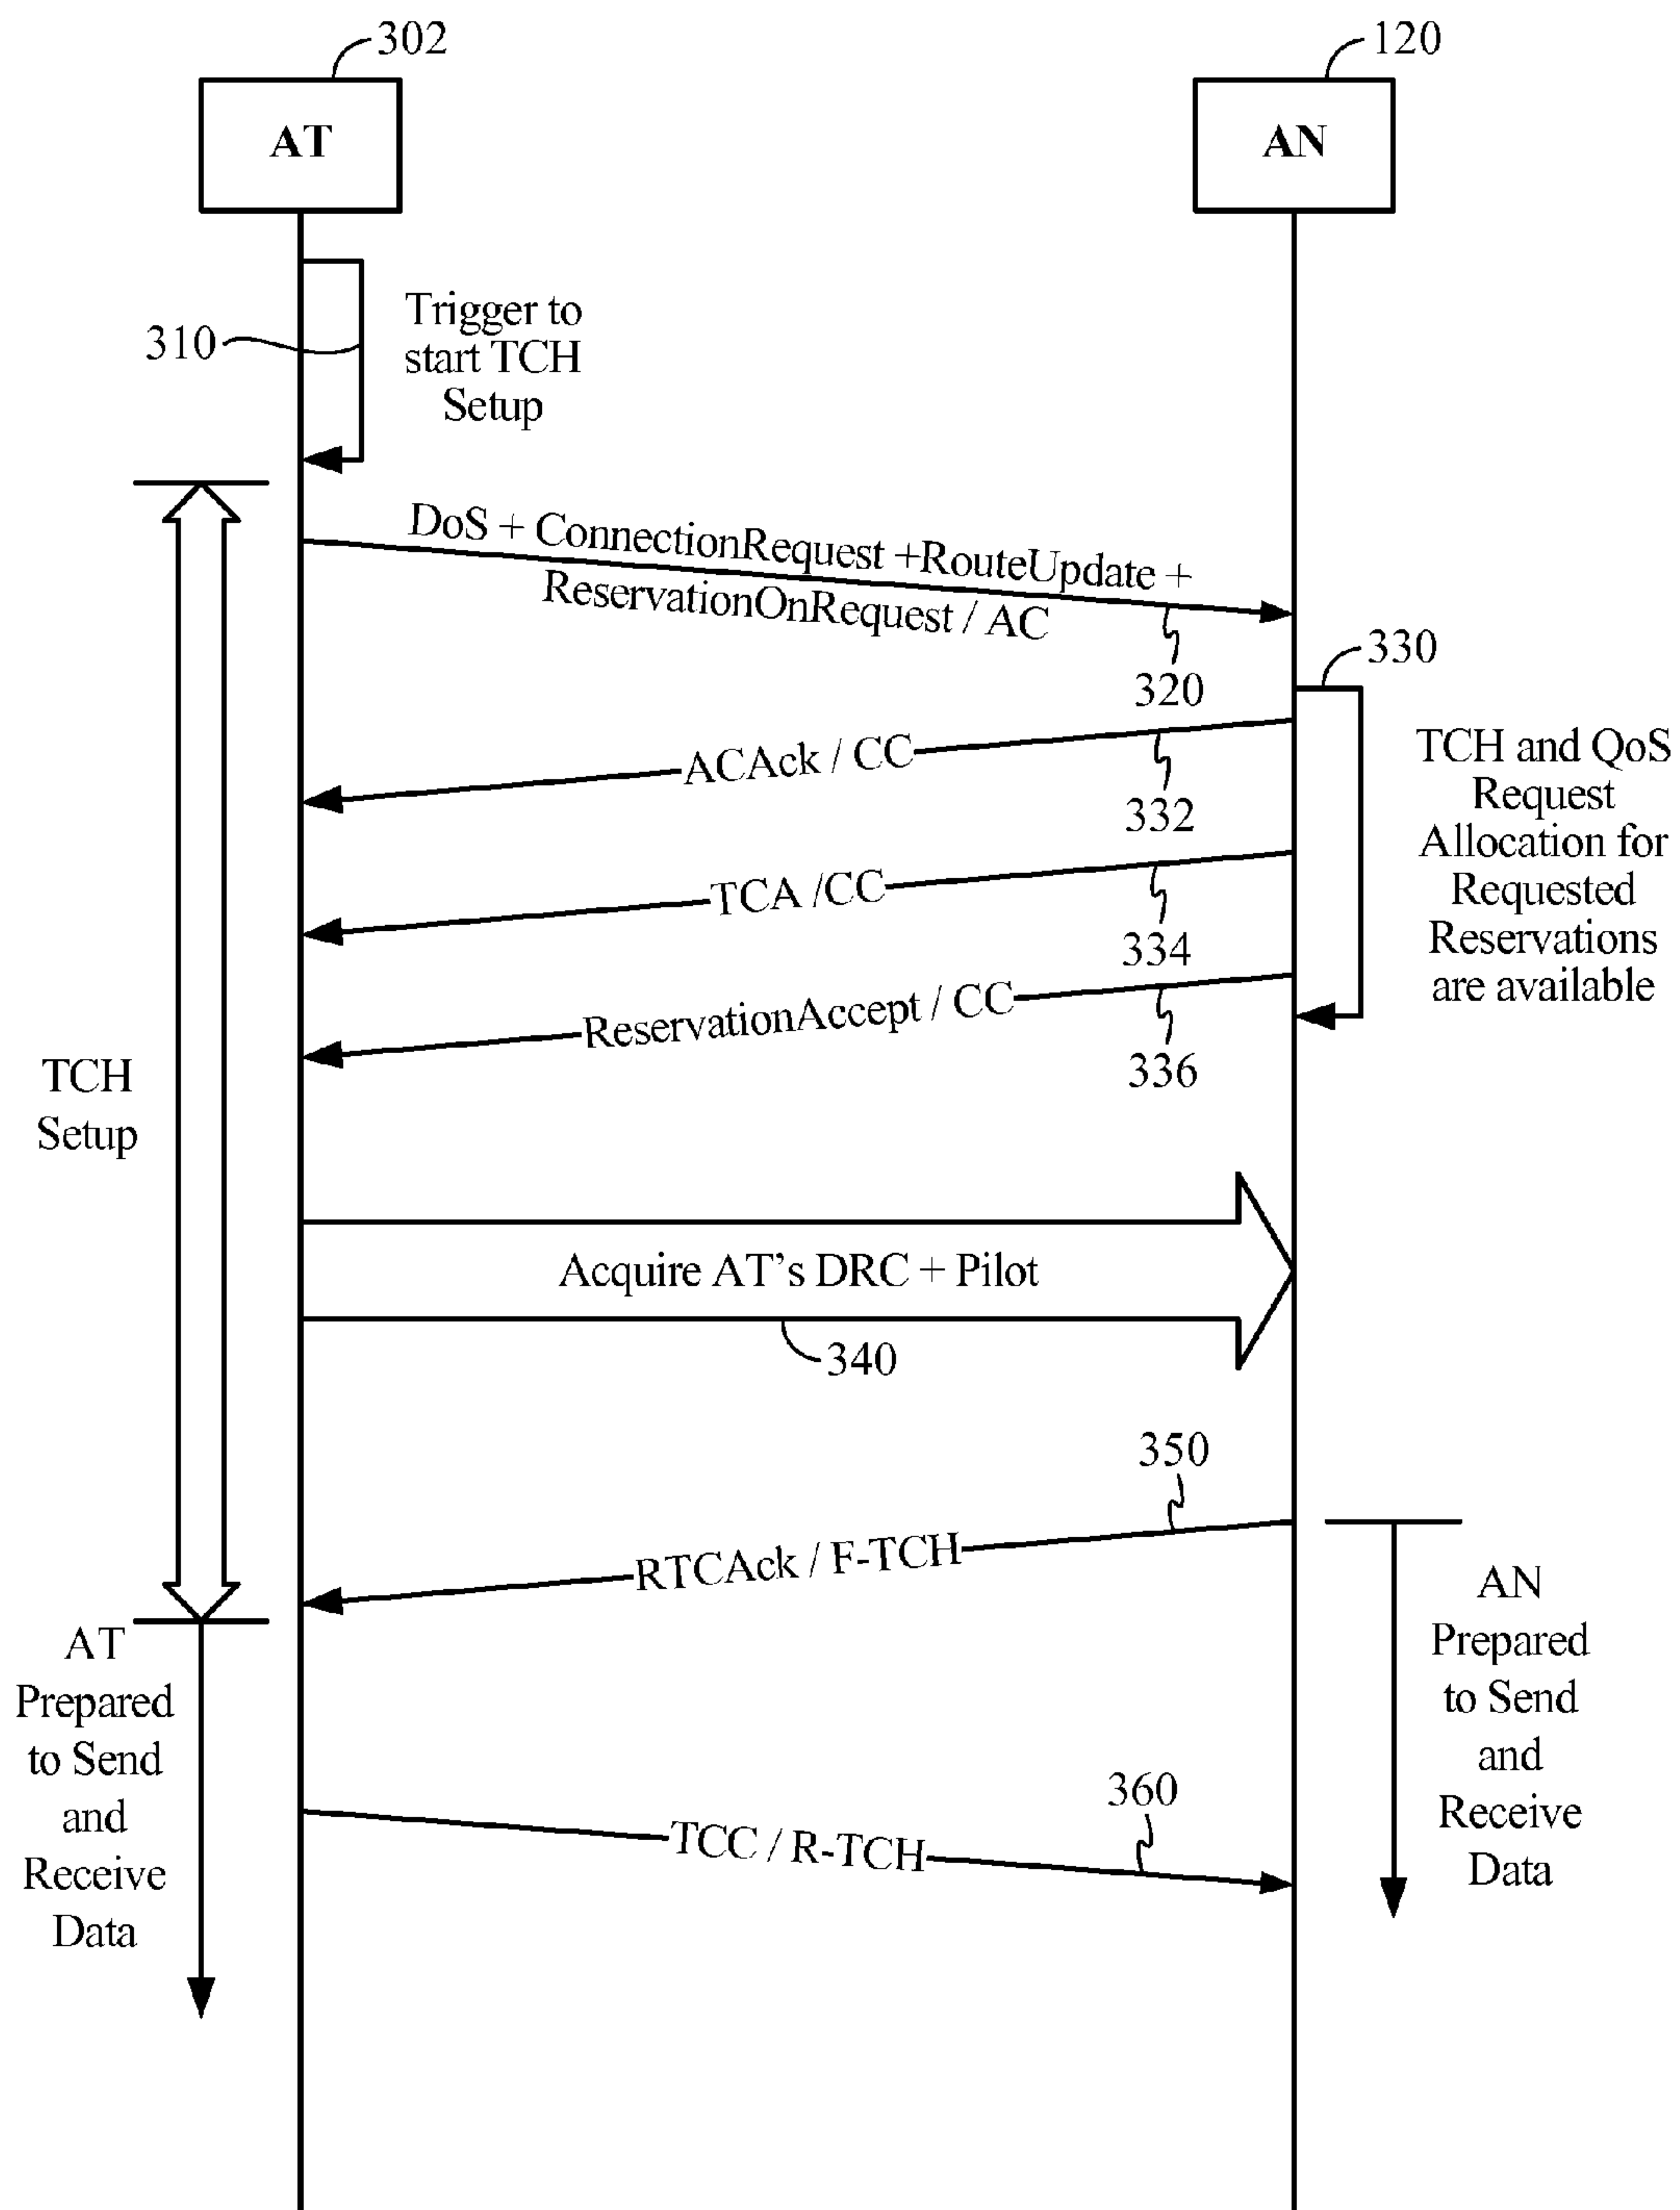 302
120
AT
AN
310
Trigger to
start TCH
Setup
DoS + ConnectionRequest +RouteUpdate +
ReservationOnRequest / AC
320
330
ACAck / CC
332
TCH and QoS
Request
Allocation for
Requested
Reservations
are available
TCA /CC
334
ReservationAccept / CC
336
TCH
Setup
Acquire AT's DRC + Pilot
340
350
RTCAck / F-TCH
AT
Prepared
to Send
and
Receive
Data
AN
Prepared
to Send
and
Receive
Data
360
TCC / R-TCH